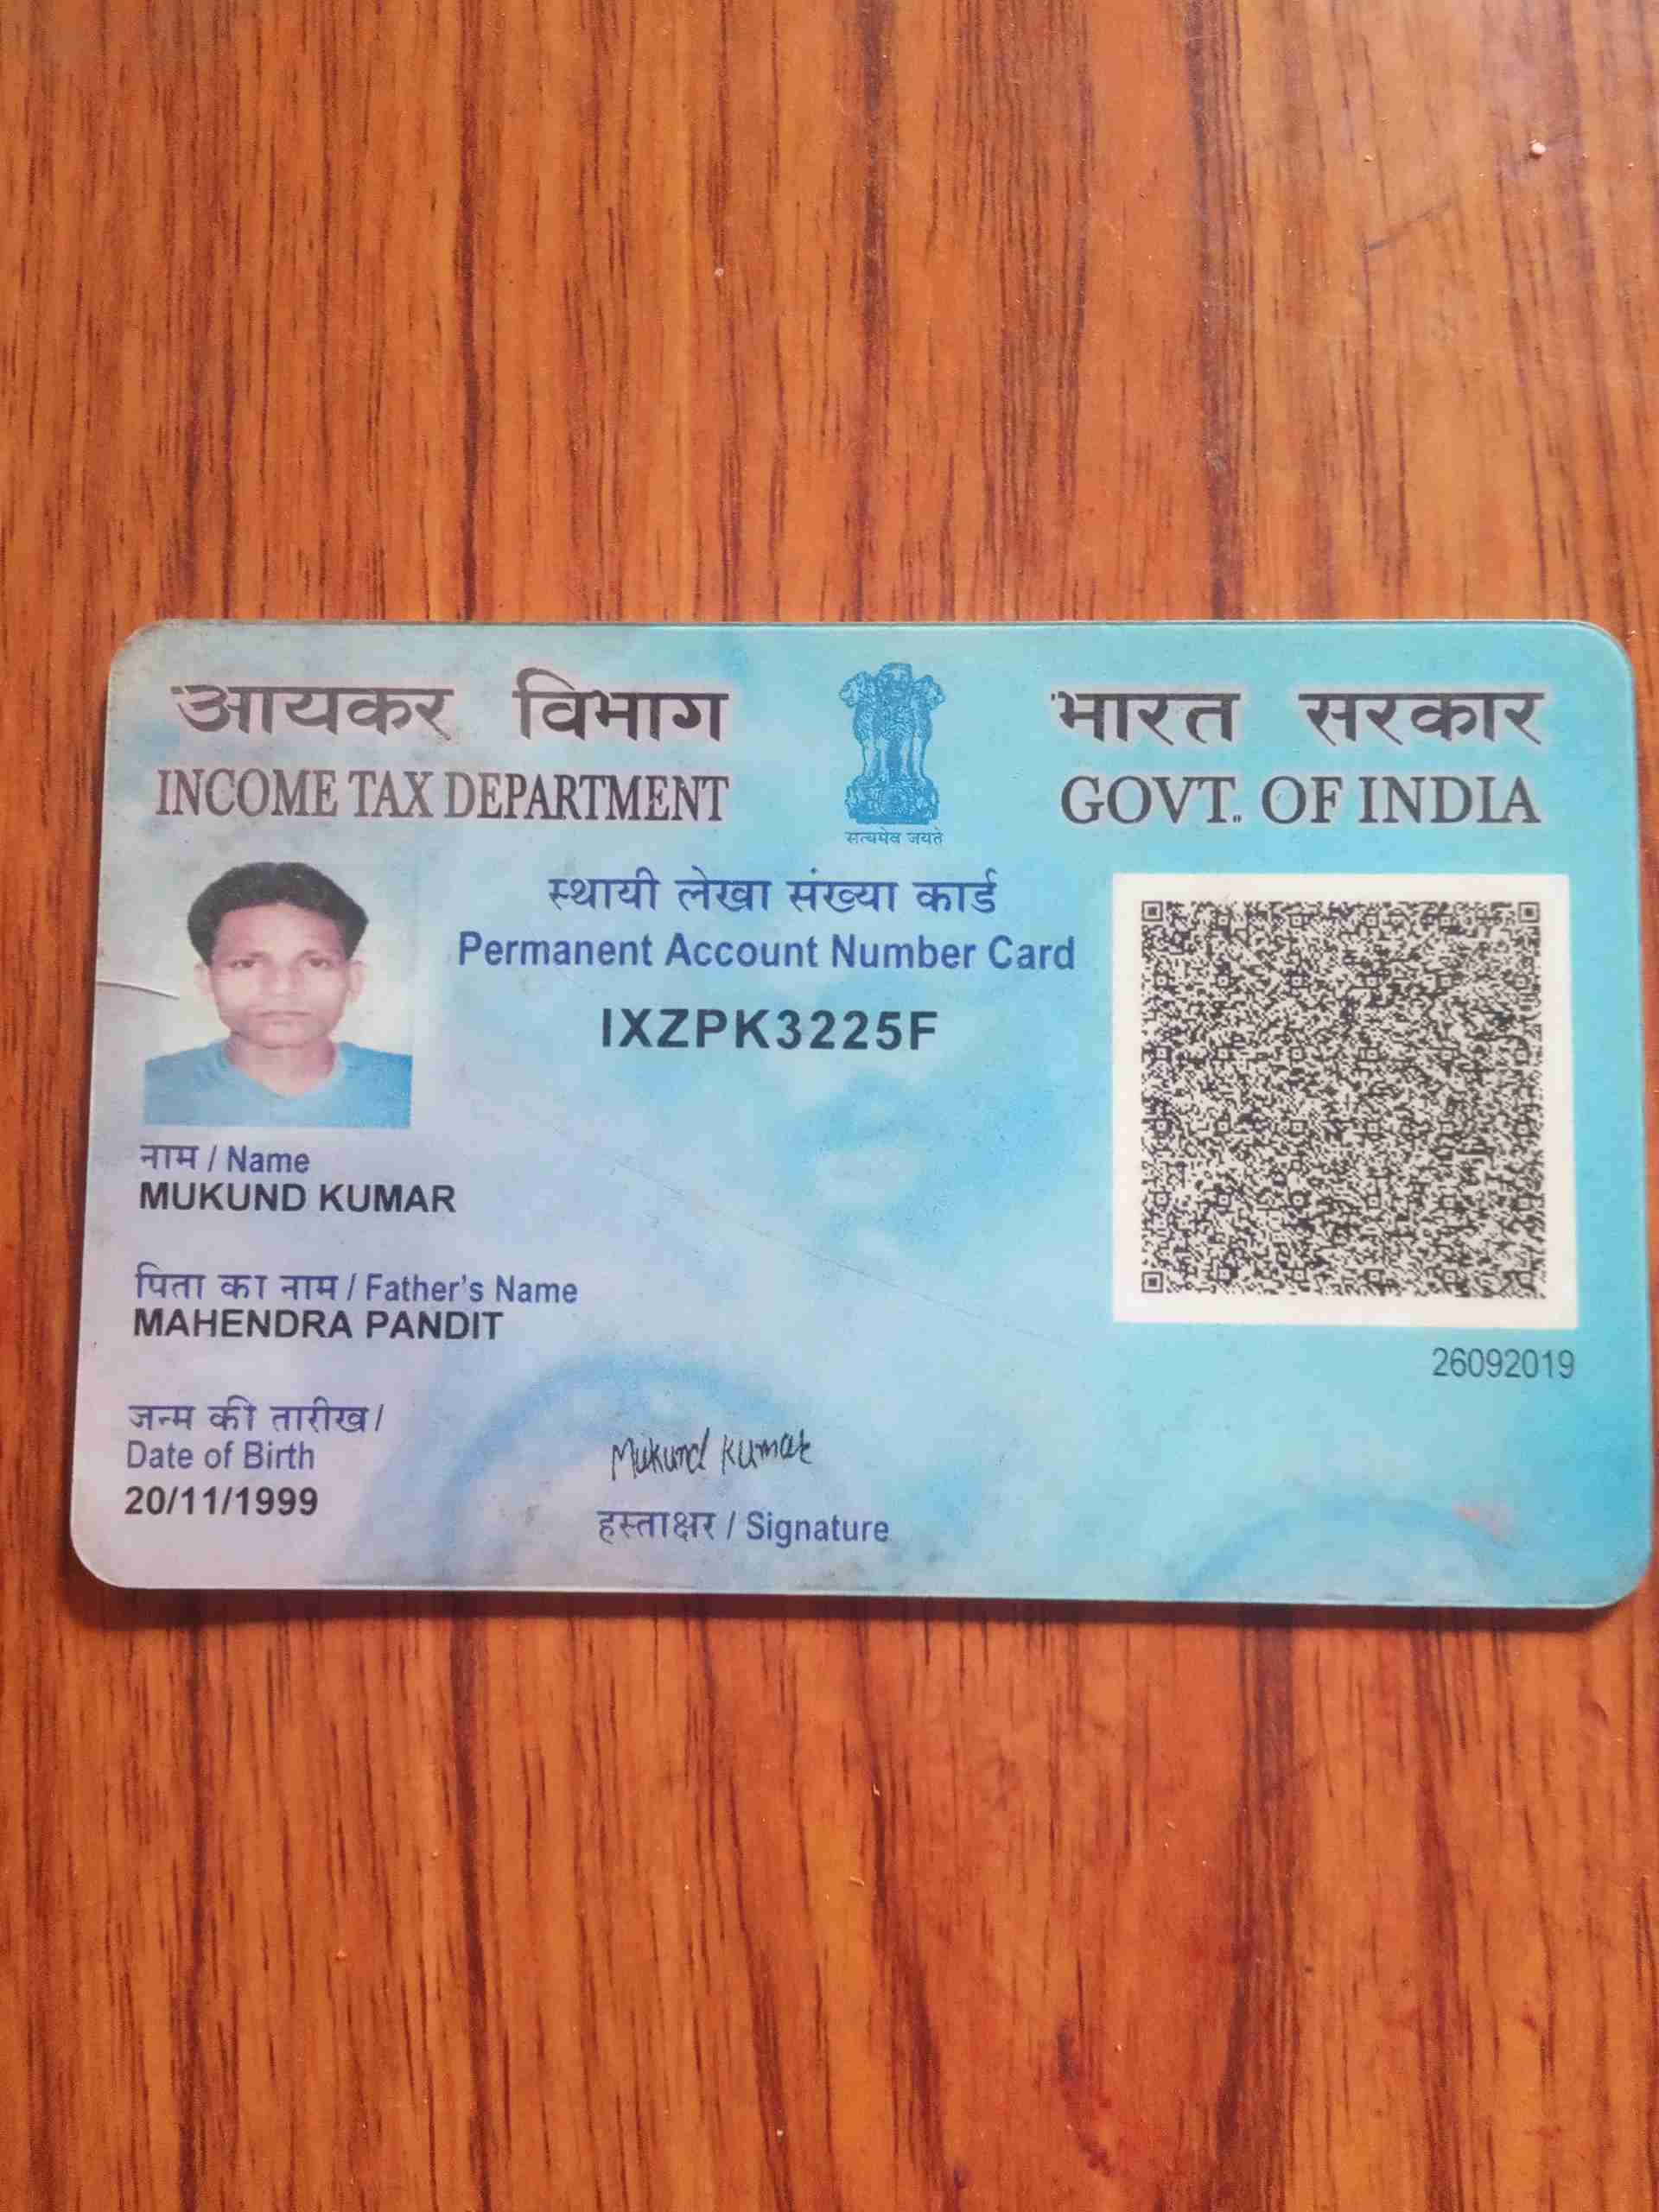 आयकर विभाग
INCOME TAX DEPARTMENT
सत्यमेव जयते
भारत सरकार
GOVT. OF INDIA
स्थायी लेखा संख्या कार्ड
Permanent Account Number Card
IXZPK3225F
नाम / Name
MUKUND KUMAR
पिता का नाम / Father's Name
MAHENDRA PANDIT
जन्म की तारीख /
Date of Birth
20/11/1999
Mukund Kumar
हस्ताक्षर / Signature
26092019